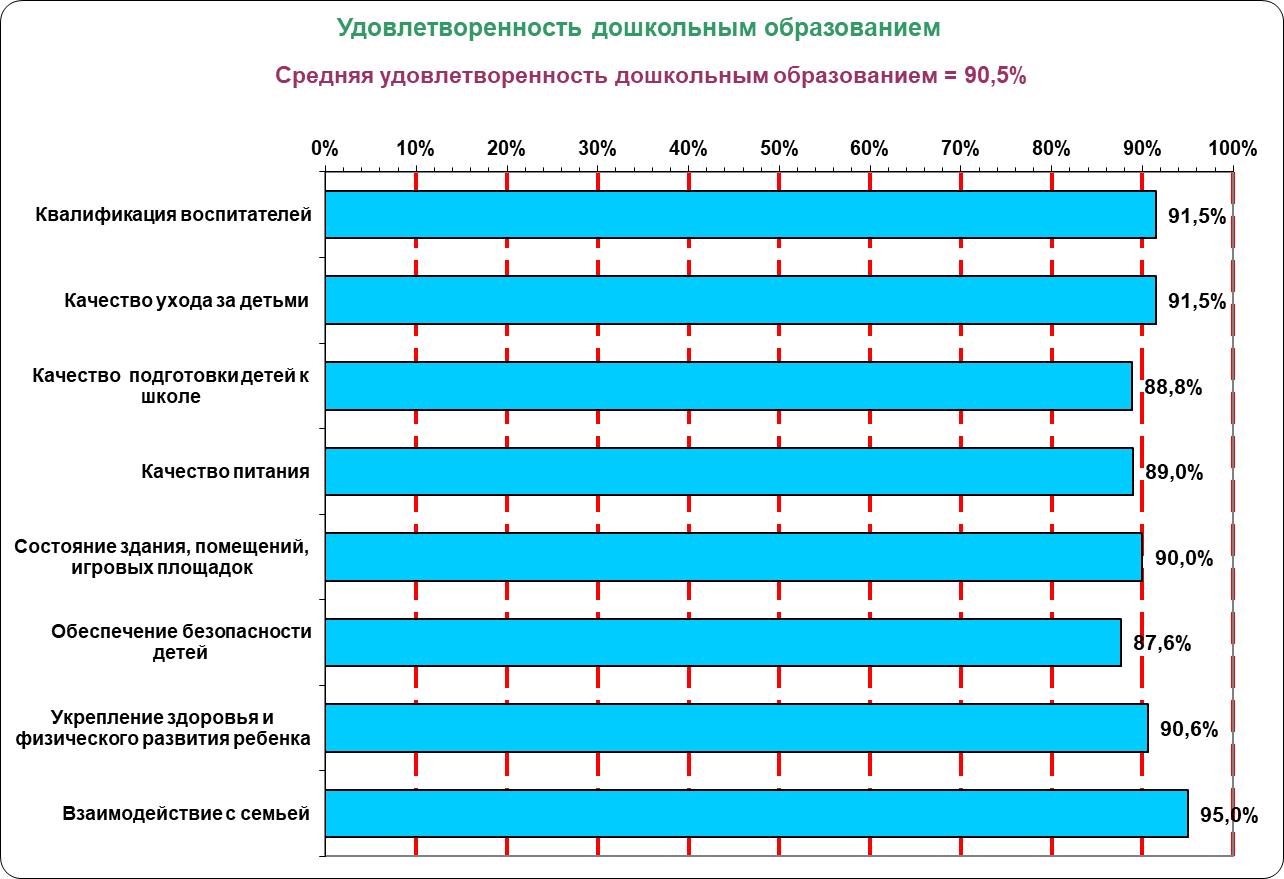 Удовлетворенность дошкольным образованием
Средняя удовлетворенность дошкольным образованием = 90,5%
0% 10% 20% 30% 40% 50% 60% 70% 80% 90% 100%
Квалификация воспитателей 91,5%
Качество ухода за детьми 91,5%
Качество подготовки детей к
школе
88,8%
Качество питания 89,0%
Состояние здания, помещений,
игровых площадок
90,0%
Обеспечение безопасности
детей
87,6%
Укрепление здоровья и
физического развития ребенка
90,6%
Взаимодействие с семьей 95,0%